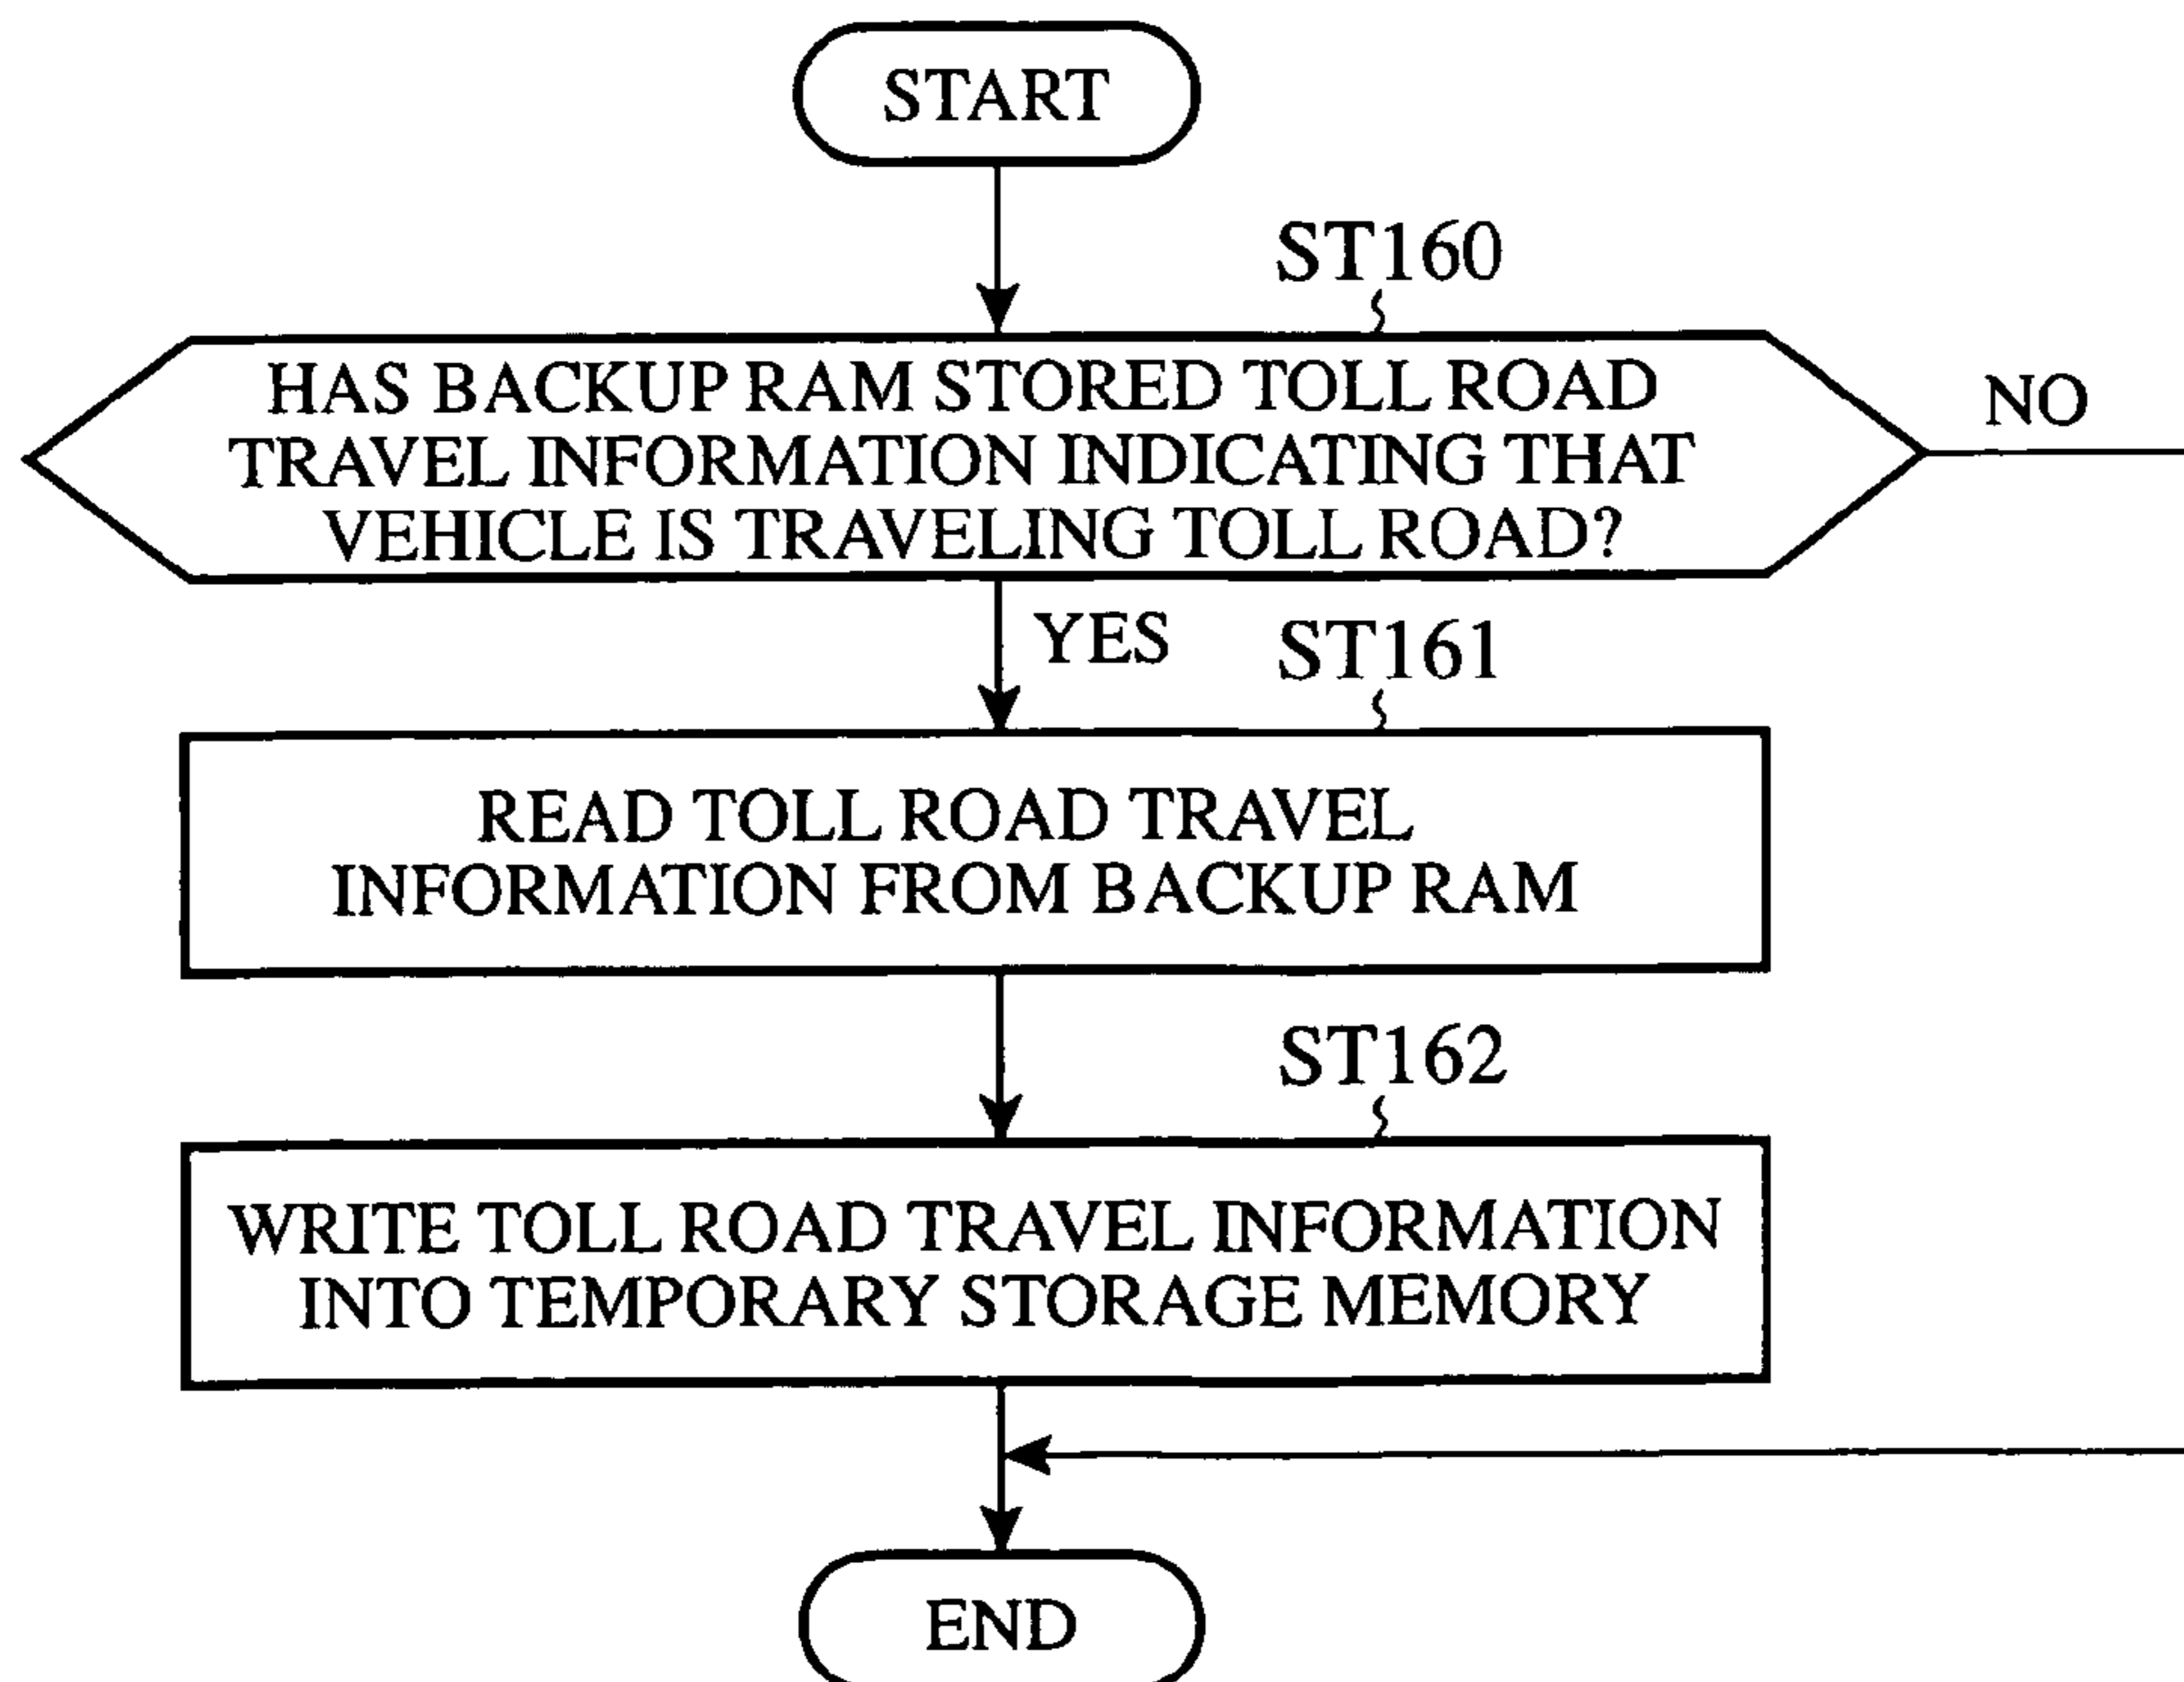 START
ST160
HAS BACKUP RAM STORED TOLL ROAD
TRAVEL INFORMATION INDICATING THAT
VEHICLE IS TRAVELING TOLL ROAD?
NO
YES
ST161
READ TOLL ROAD TRAVEL
INFORMATION FROM BACKUP RAM
ST162
WRITE TOLL ROAD TRAVEL INFORMATION
INTO TEMPORARY STORAGE MEMORY
END